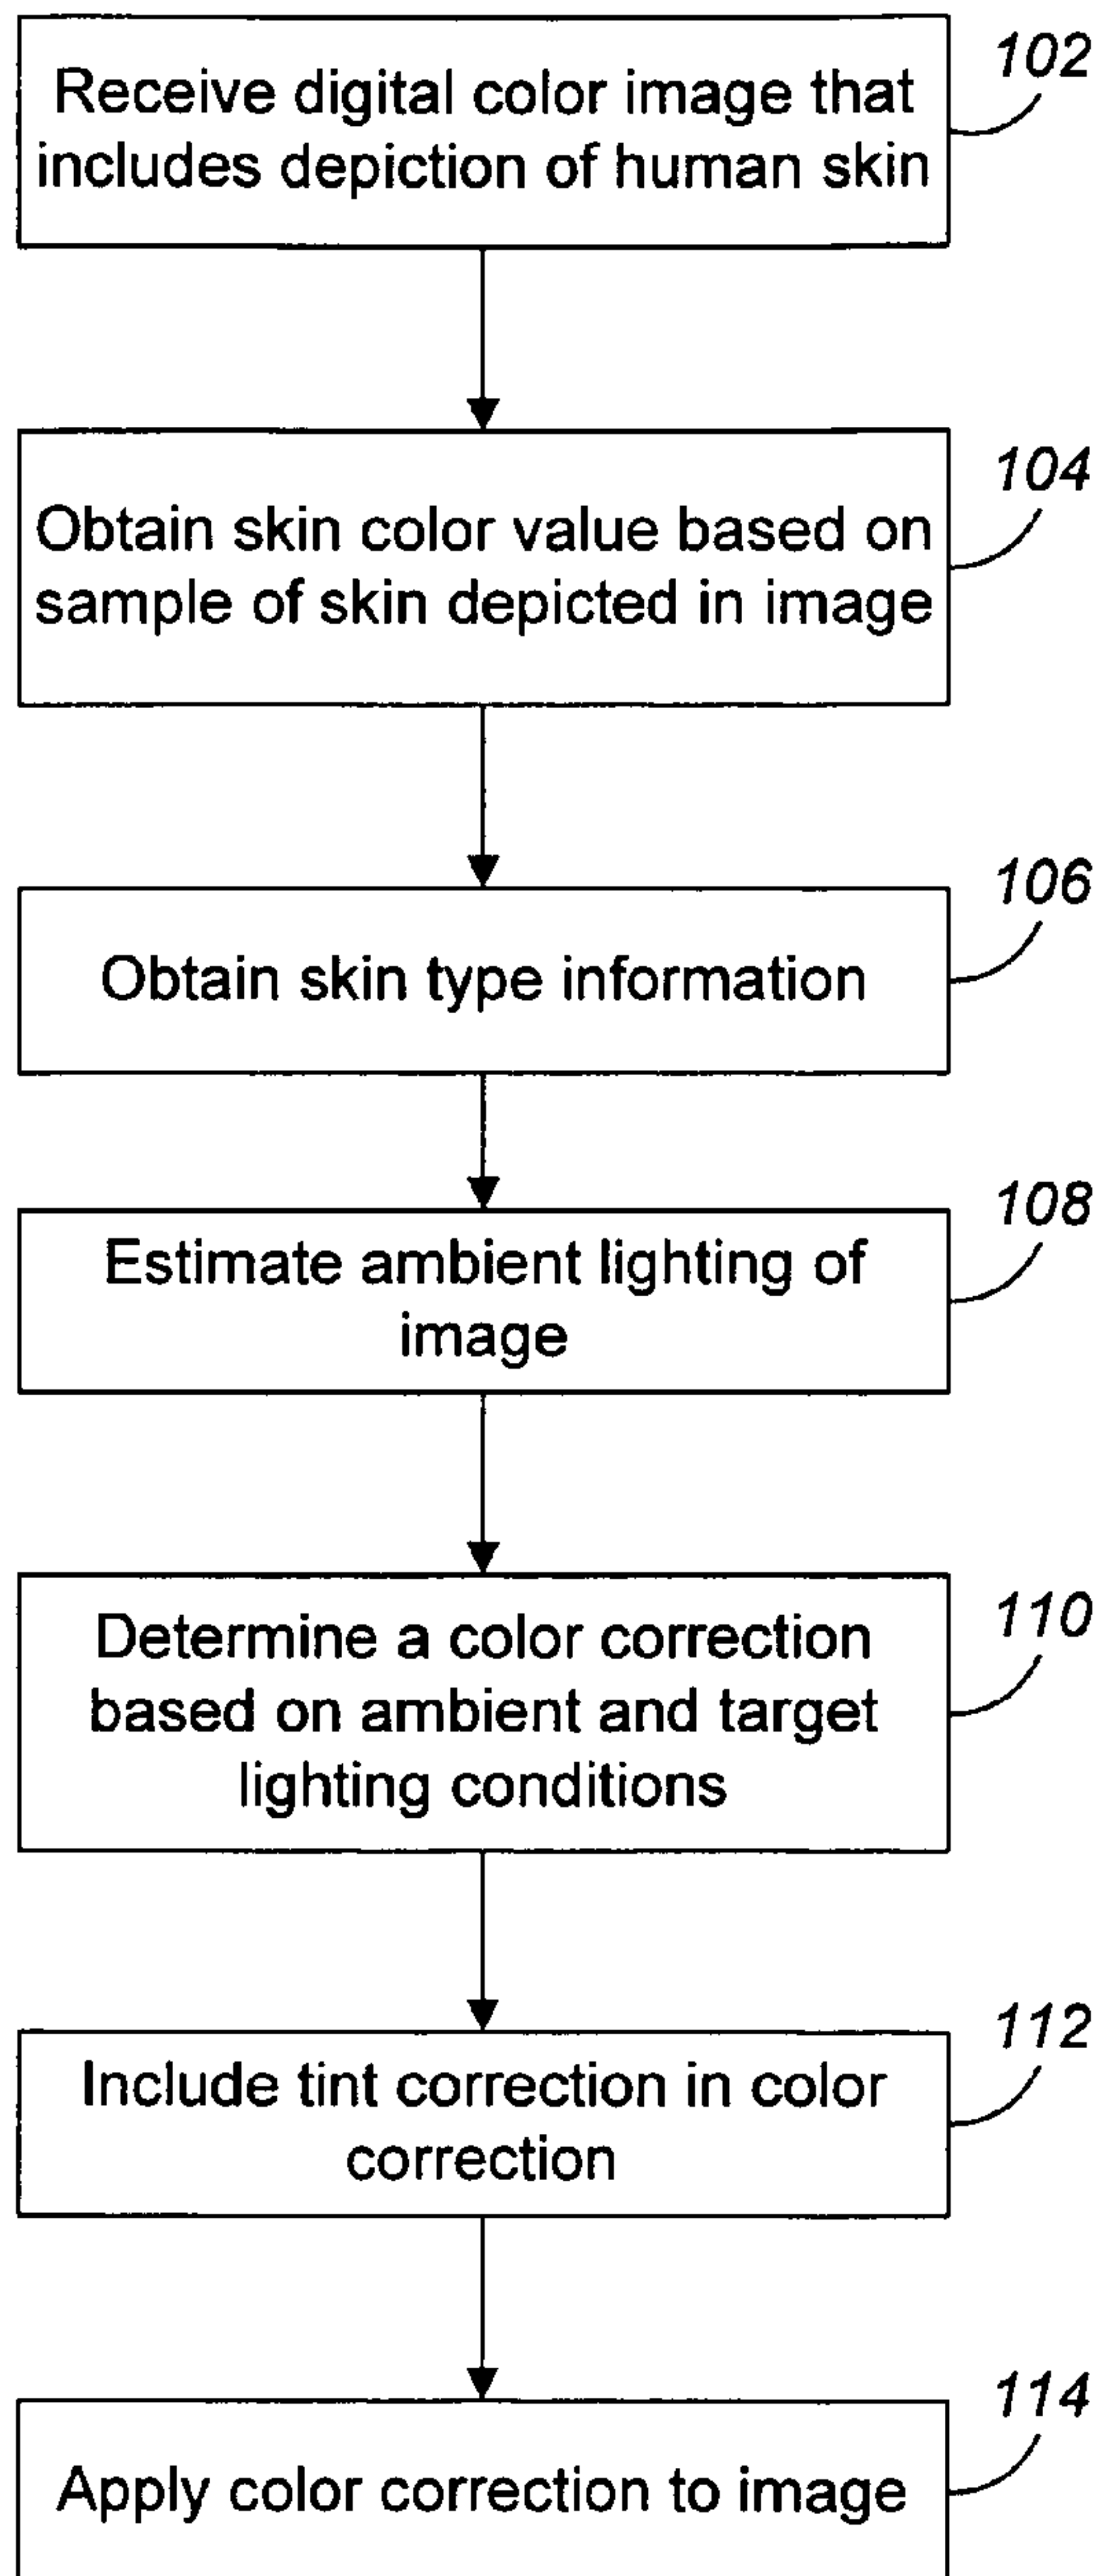 102
Receive digital color image that
includes depiction of human skin
104
Obtain skin color value based on
sample of skin depicted in image
106
Obtain skin type information
108
Estimate ambient lighting of
image
110
Determine a color correction
based on ambient and target
lighting conditions
112
Include tint correction in color
correction
114
Apply color correction to image